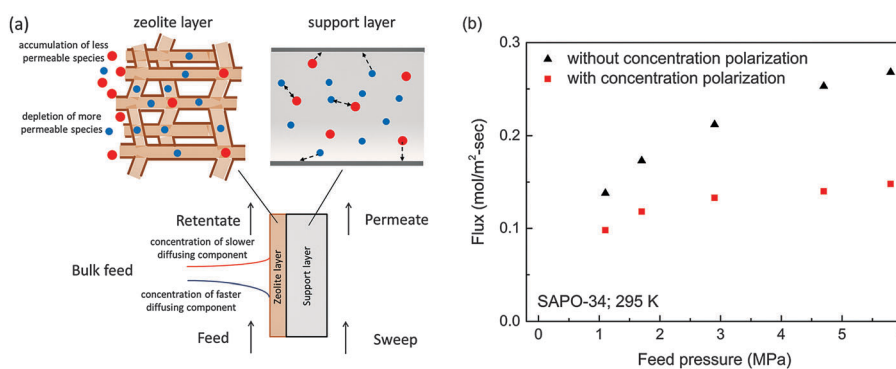 (a)
zeolite layer
support layer
accumulation of less
permeable species
depletion of more
permeable species
Retentate
Permeate
concentration of slower
diffusing component
Bulk feed
concentration of faster
diffusing component
Zeolite layer
Support layer
Feed
Sweep
(b)
0.3
0.2
0.1
0.0
Flux (mol/m²-sec)
without concentration polarization
with concentration polarization
SAPO-34; 295 K
0 1 2 3 4 5
Feed pressure (MPa)